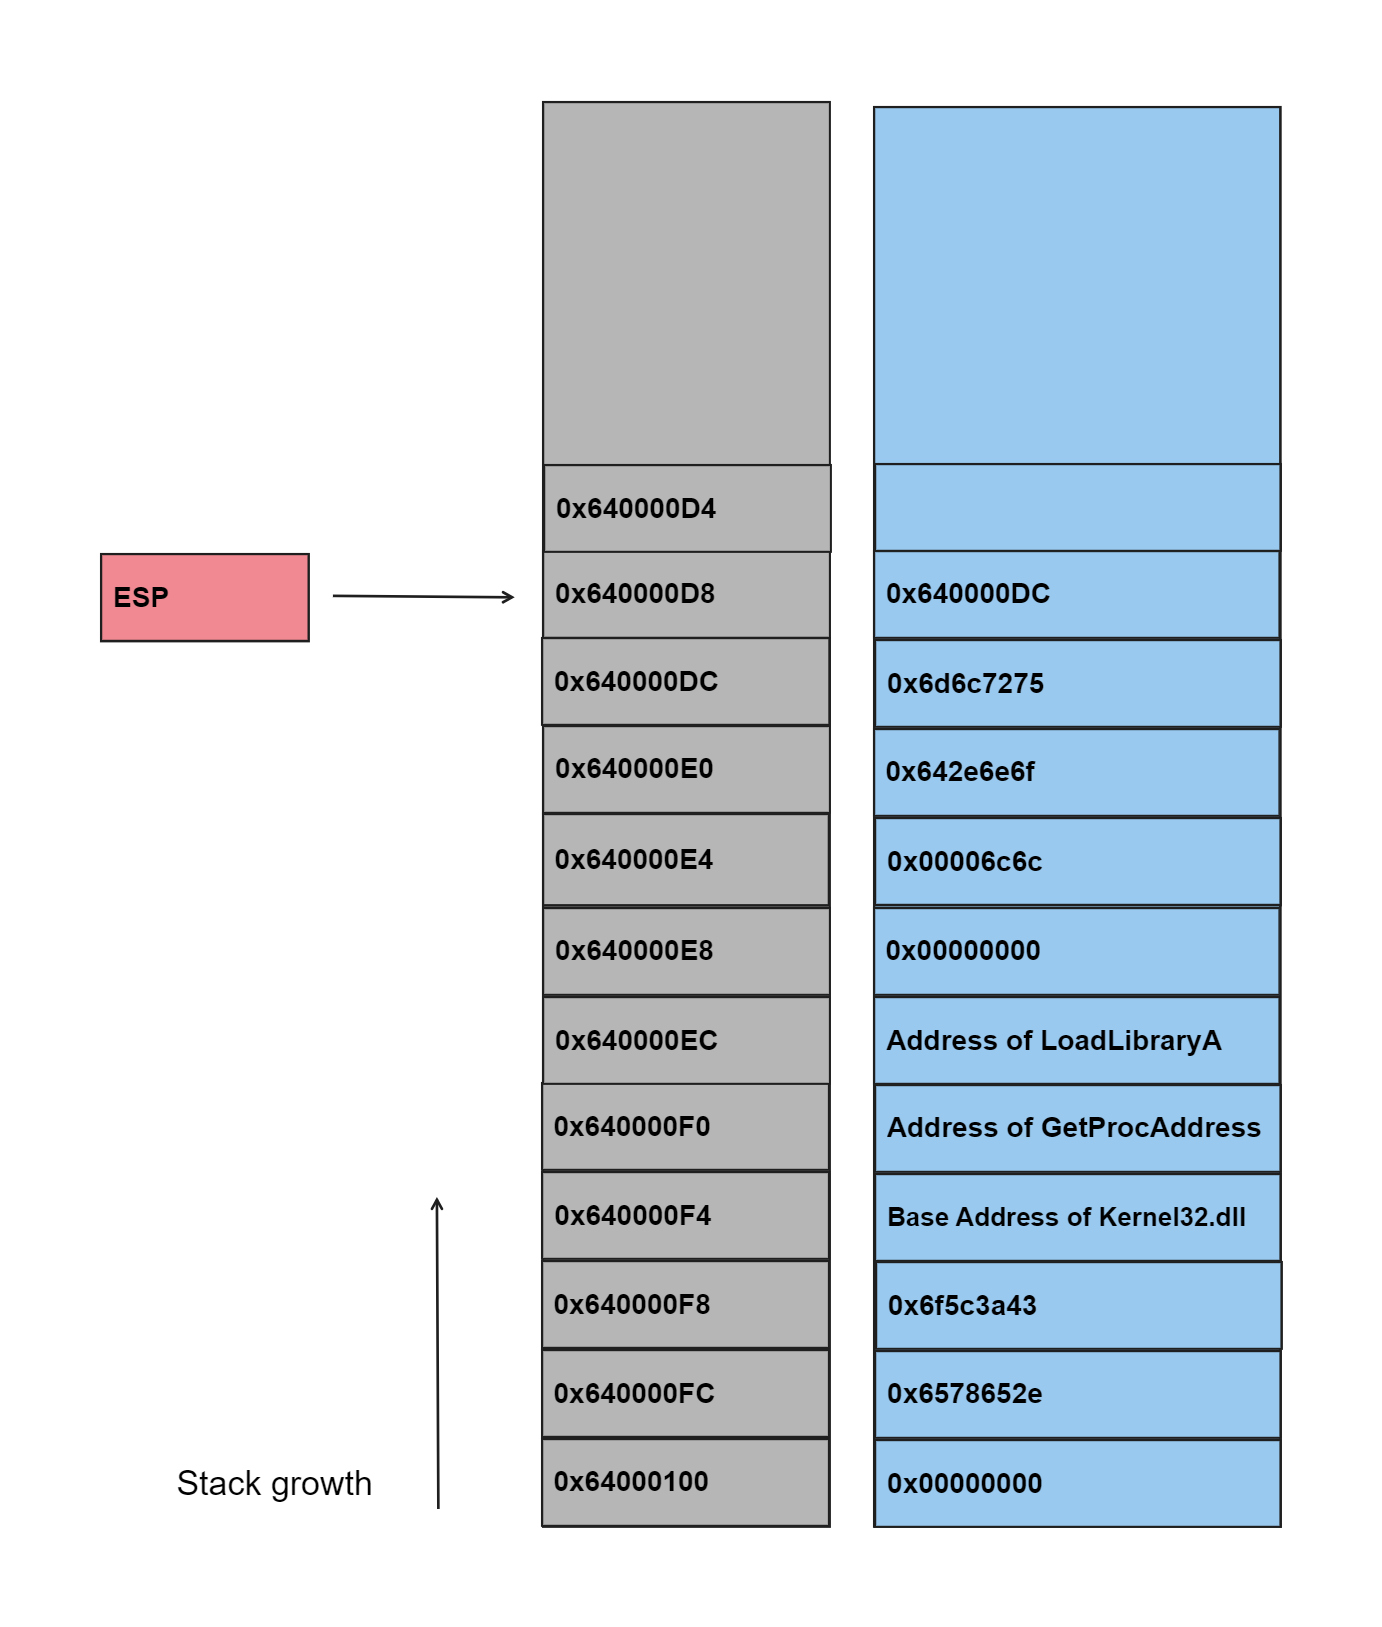 0x640000D4
ESP
0x640000D8
0x640000DC
0x640000DC
0x6d6c7275
0x640000E0
0x642e6e6f
0x640000E4
0x00006c6c
0x640000E8
0x00000000
0x640000EC
Address of LoadLibraryA
0x640000F0
Address of GetProcAddress
0x640000F4
Base Address of Kernel32.dll
0x640000F8
0x6f5c3a43
0x640000FC
0x6578652e
Stack growth
0x64000100
0x00000000